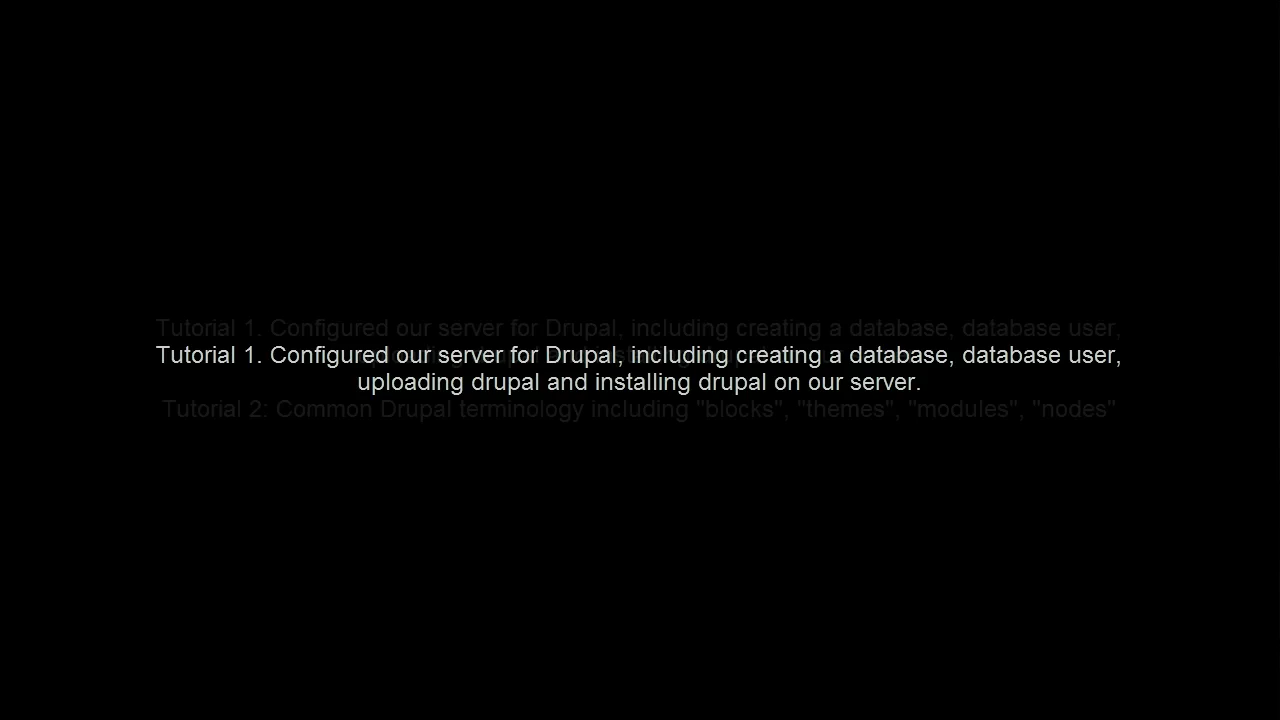 Tutorial 1. Configured our server for Drupal, including creating a database, database user,
Tutorial 1. Configured our server for Drupal, including creating a database, database user,
uploading drupal and installing drupal on our server.
Tutorial 2: Common Drupal terminology including "blocks", "themes", "modules", "nodes"